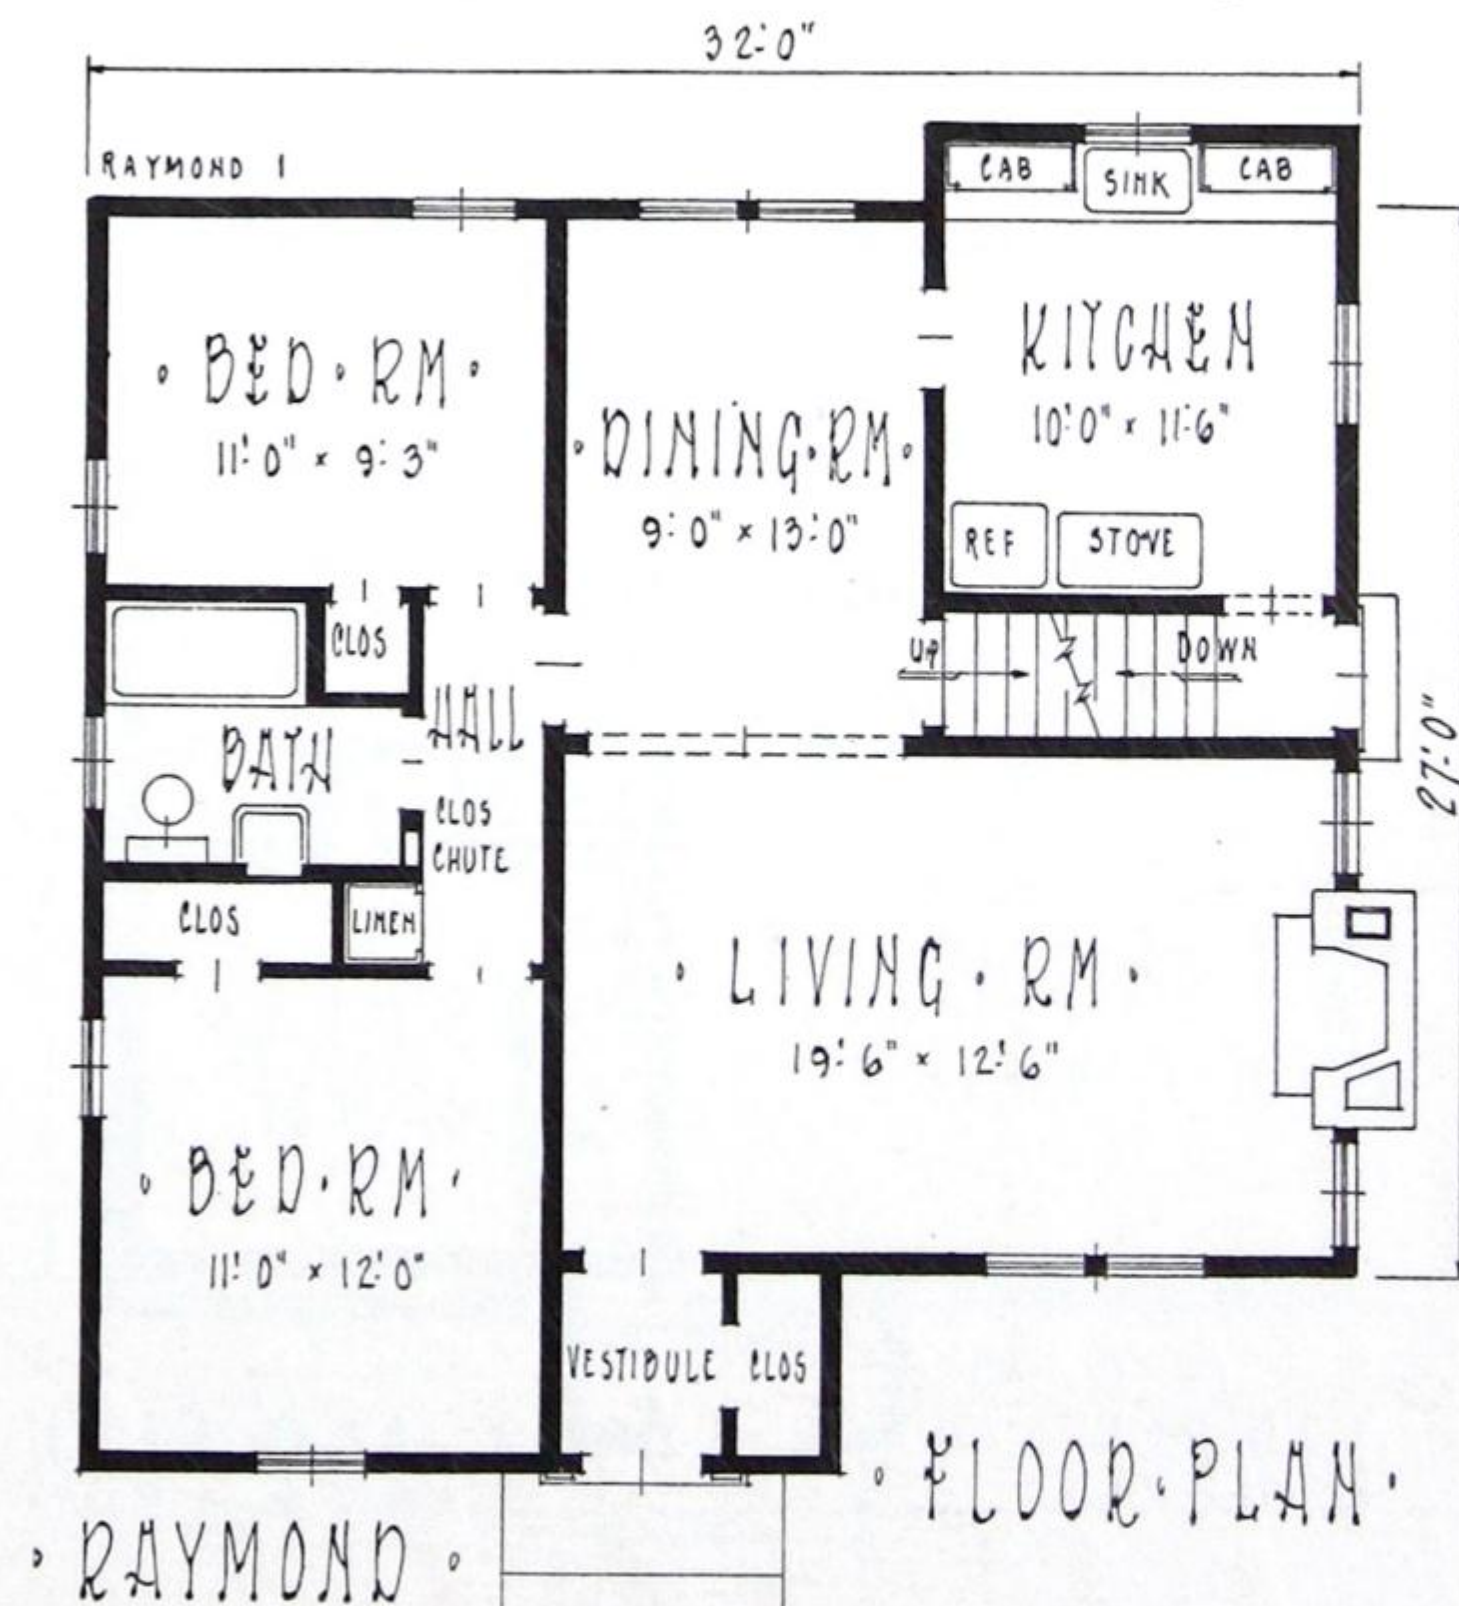 32'-0"
RAYMOND 1
CAB
SINK
CAB
BED RM
11'-0" x 9'-3"
DINING RM
9'-0" x 13'-0"
KITCHEN
10'-0" x 11'-6"
REF
STOVE
CLOS
UP
DOWN
HALL
BATH
27'-0"
CLOS
CHUTE
CLOS
LINEN
LIVING RM
19'-6" x 12'-6"
BED RM
11'-0" x 12'-0"
VESTIBULE
CLOS
FLOOR PLAN
RAYMOND